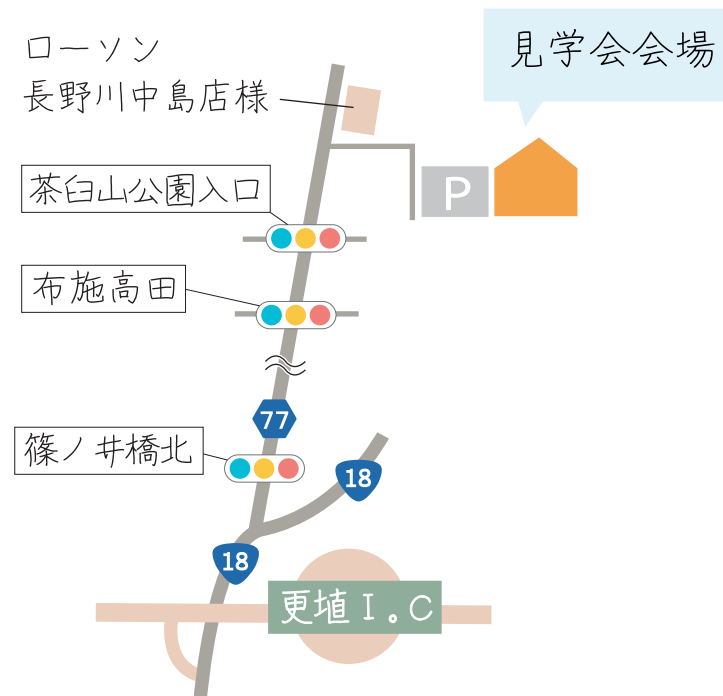 見学会会場
ローソン
長野川中島店様
茶臼山公園入口
P
布施高田
77
篠ノ井橋北
18
18
更埴I.C